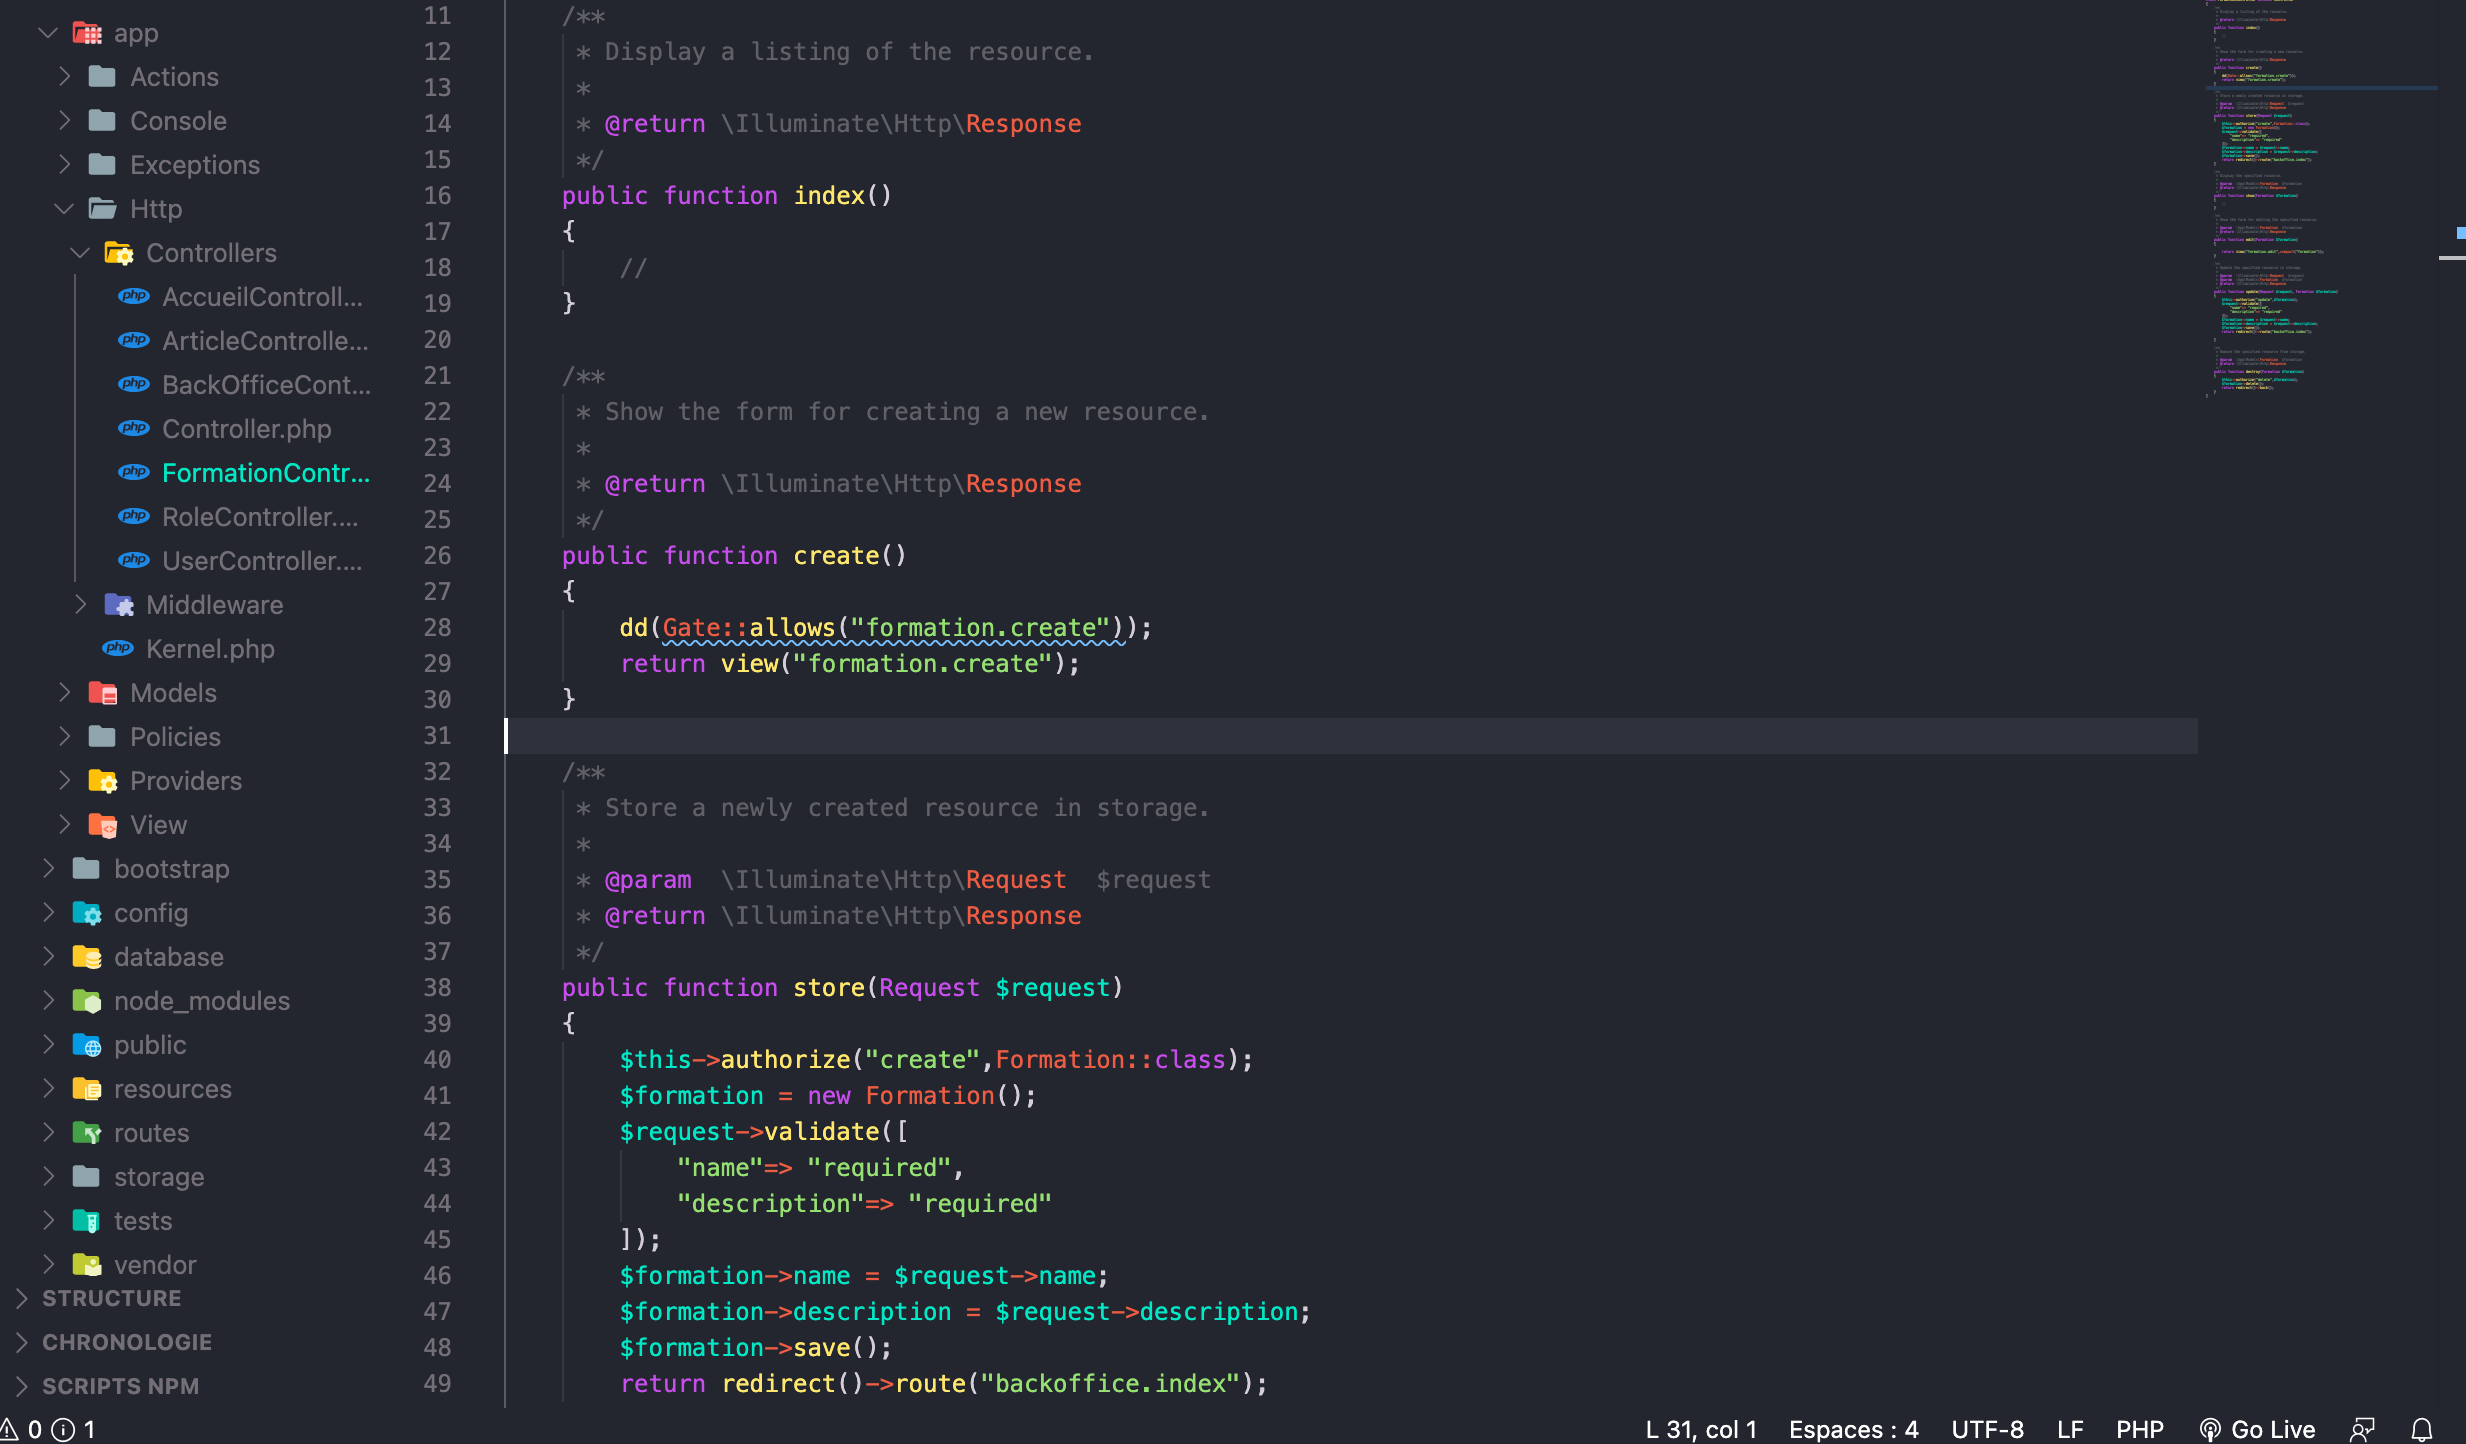 app
Actions
Console
Exceptions
Http
Controllers
AccueilControll...
ArticleControlle...
BackOfficeCont...
Controller.php
FormationContr...
RoleController....
UserController....
Middleware
Kernel.php
Models
Policies
Providers
View
bootstrap
config
database
node_modules
public
resources
routes
storage
tests
vendor
STRUCTURE
CHRONOLOGIE
SCRIPTS NPM
11 /**
12 * Display a listing of the resource.
13 *
14 * @return \Illuminate\Http\Response
15 */
16 public function index()
17 {
18 //
19 }
20
21 /**
22 * Show the form for creating a new resource.
23 *
24 * @return \Illuminate\Http\Response
25 */
26 public function create()
27 {
28 dd(Gate::allows("formation.create"));
29 return view("formation.create");
30 }
31
32 /**
33 * Store a newly created resource in storage.
34 *
35 * @param  \Illuminate\Http\Request  $request
36 * @return \Illuminate\Http\Response
37 */
38 public function store(Request $request)
39 {
40 $this->authorize("create",Formation::class);
41 $formation = new Formation();
42 $request->validate([
43 "name"=> "required",
44 "description"=> "required"
45 ]);
46 $formation->name = $request->name;
47 $formation->description = $request->description;
48 $formation->save();
49 return redirect()->route("backoffice.index");
0 1 L 31, col 1 Espaces : 4 UTF-8 LF PHP Go Live